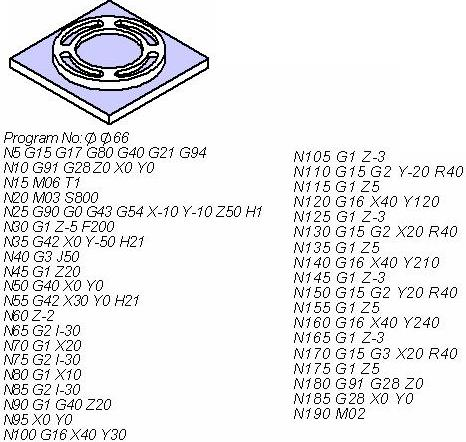 Program No: ϕ ϕ66
N5 G15 G17 G80 G40 G21 G94
N10 G91 G28 Z0 X0 Y0
N15 M06 T1
N20 M03 S800
N25 G90 G0 G43 G54 X-10 Y-10 Z50 H1
N30 G1 Z-5 F200
N35 G42 X0 Y-50 H21
N40 G3 J50
N45 G1 Z20
N50 G40 X0 Y0
N55 G42 X30 Y0 H21
N60 Z-2
N65 G2 I-30
N70 G1 X20
N75 G2 I-30
N80 G1 X10
N85 G2 I-30
N90 G1 G40 Z20
N95 X0 Y0
N100 G16 X40 Y30
N105 G1 Z-3
N110 G15 G2 Y-20 R40
N115 G1 Z5
N120 G16 X40 Y120
N125 G1 Z-3
N130 G15 G2 X20 R40
N135 G1 Z5
N140 G16 X40 Y210
N145 G1 Z-3
N150 G15 G2 Y20 R40
N155 G1 Z5
N160 G16 X40 Y240
N165 G1 Z-3
N170 G15 G3 X20 R40
N175 G1 Z5
N180 G91 G28 Z0
N185 G28 X0 Y0
N190 M02